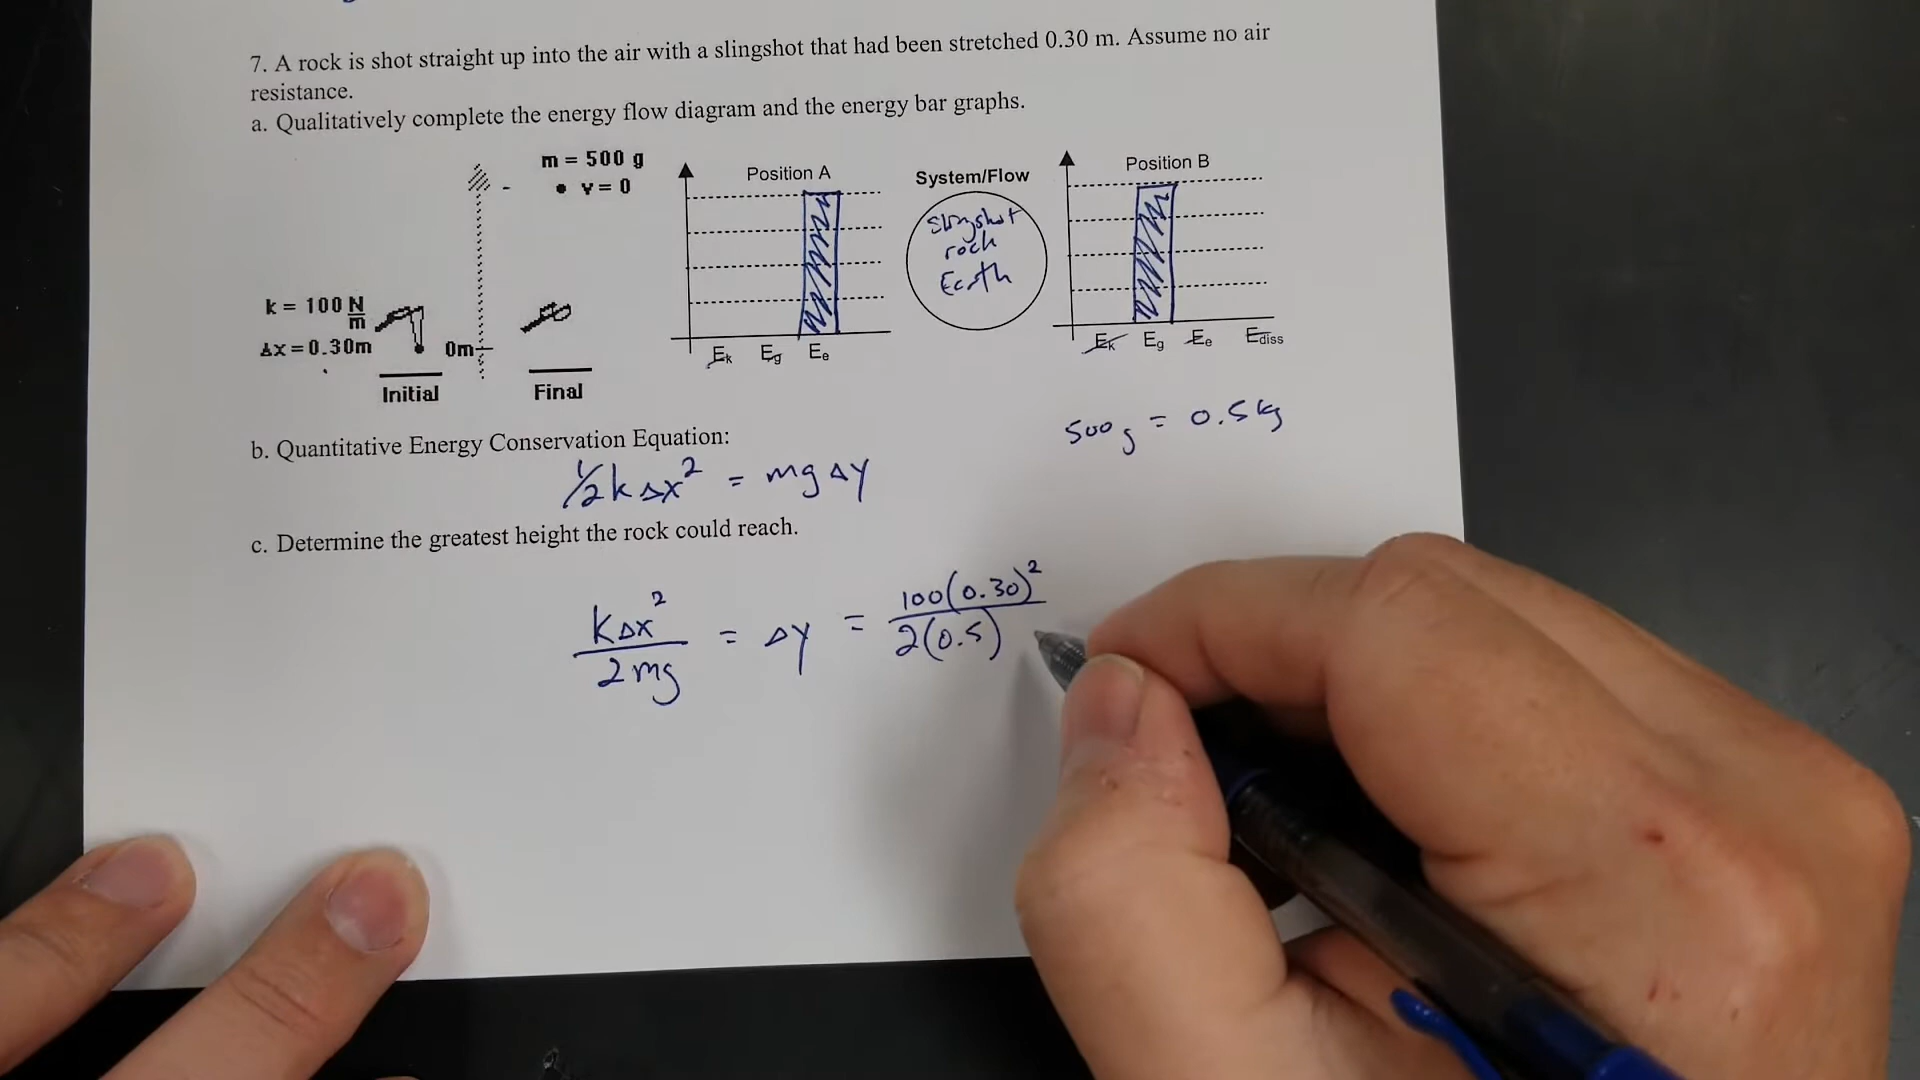 7. A rock is shot straight up into the air with a slingshot that had been stretched 0.30 m. Assume no air
resistance.
a. Qualitatively complete the energy flow diagram and the energy bar graphs.
m = 500 g
v = 0
k = 100 N/m
Δx = 0.30m
0m
Initial
Final
Position A
Ek Eg Ee
System/Flow
Slingshot
rock
Earth
Position B
Ek Eg Ee Ediss
500g = 0.5kg
b. Quantitative Energy Conservation Equation:
1/2 kΔx² = mgΔy
c. Determine the greatest height the rock could reach.
kΔx²/2mg = Δy = 100(0.30)²/2(0.5)